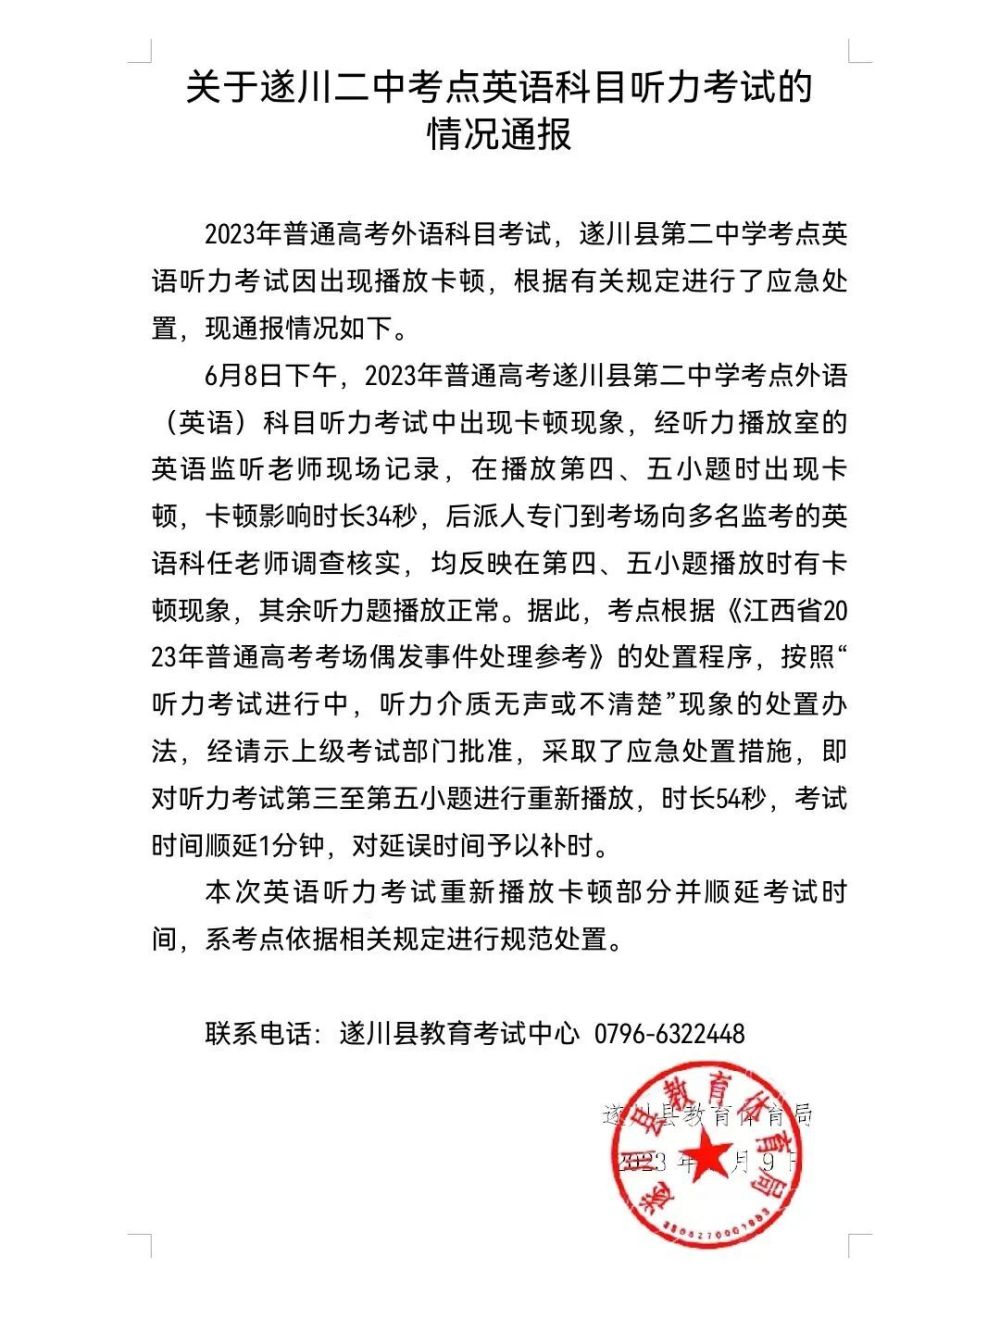 关于遂川二中考点英语科目听力考试的
情况通报
2023年普通高考外语科目考试，遂川县第二中学考点英
语听力考试因出现播放卡顿，根据有关规定进行了应急处
置，现通报情况如下。
6月8日下午，2023年普通高考遂川县第二中学考点外语
（英语）科目听力考试中出现卡顿现象，经听力播放室的
英语监听老师现场记录，在播放第四、五小题时出现卡
顿，卡顿影响时长34秒，后派人专门到考场向多名监考的英
语科任老师调查核实，均反映在第四、五小题播放时有卡
顿现象，其余听力题播放正常。据此，考点根据《江西省20
23年普通高考考场偶发事件处理参考》的处置程序，按照“
听力考试进行中，听力介质无声或不清楚”现象的处置办
法，经请示上级考试部门批准，采取了应急处置措施，即
对听力考试第三至第五小题进行重新播放，时长54秒，考试
时间顺延1分钟，对延误时间予以补时。
本次英语听力考试重新播放卡顿部分并顺延考试时
间，系考点依据相关规定进行规范处置。
联系电话：遂川县教育考试中心 0796-6322448
遂川县教育体育局
2023年 月9日
遂川县教育体育局